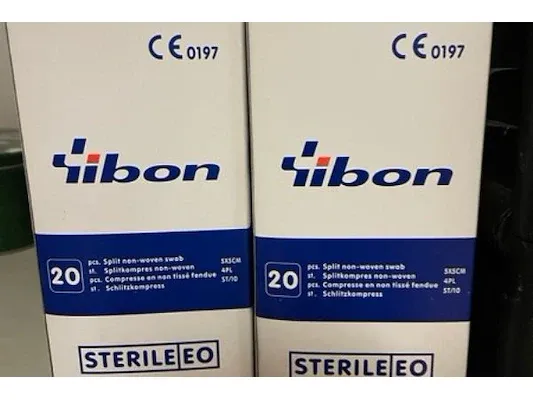 CE 0197
Yibon
20
pcs. Split non-woven swab 5X5CM
st. Splitkompres non-woven 4PL
pcs. Compresse en non tissé fendue ST/10
st. Schlitzkompress
STERILE EO
CE 0197
Yibon
20
pcs. Split non-woven swab 5X5CM
st. Splitkompres non-woven 4PL
pcs. Compresse en non tissé fendue ST/10
st. Schlitzkompress
STERILE EO